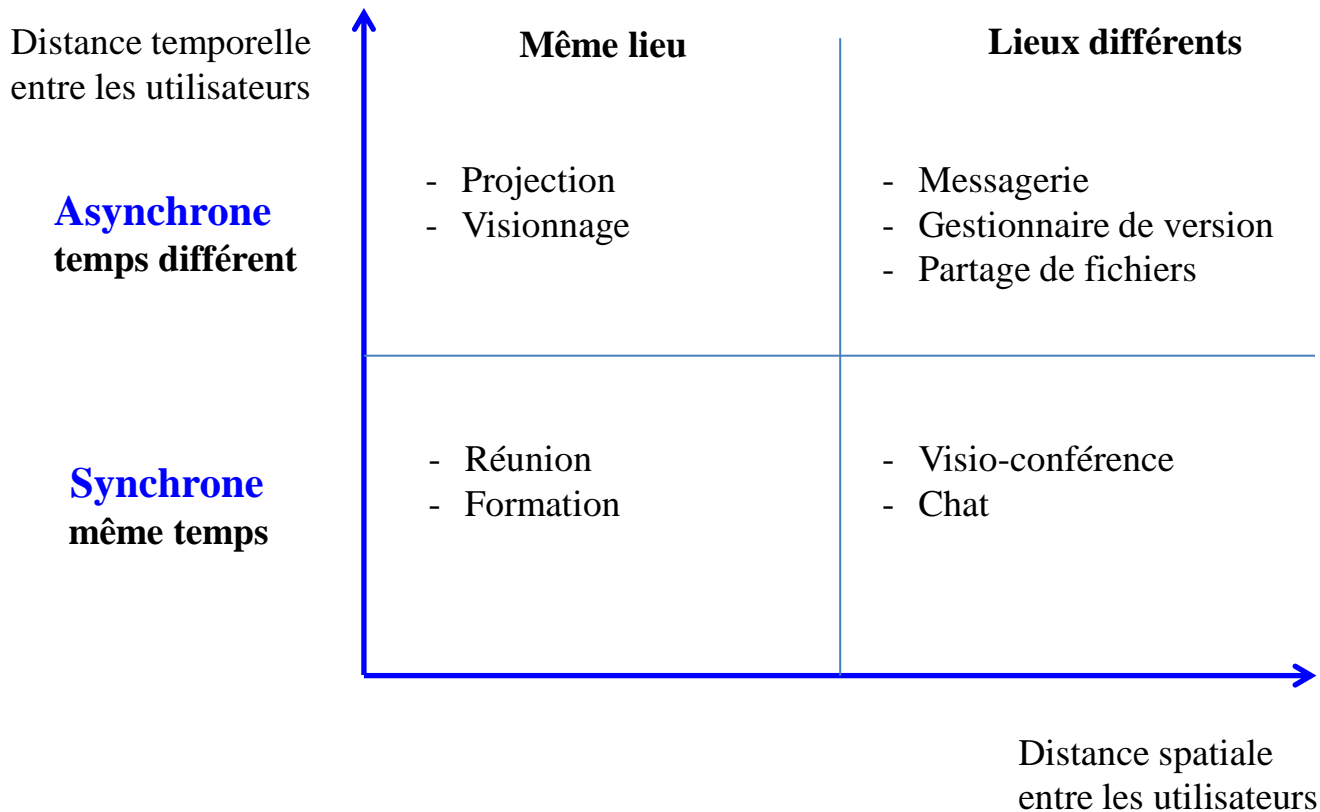 Distance temporelle
entre les utilisateurs
Même lieu
Lieux différents
Asynchrone
temps différent
- Projection
- Visionnage
- Messagerie
- Gestionnaire de version
- Partage de fichiers
Synchrone
même temps
- Réunion
- Formation
- Visio-conférence
- Chat
Distance spatiale
entre les utilisateurs